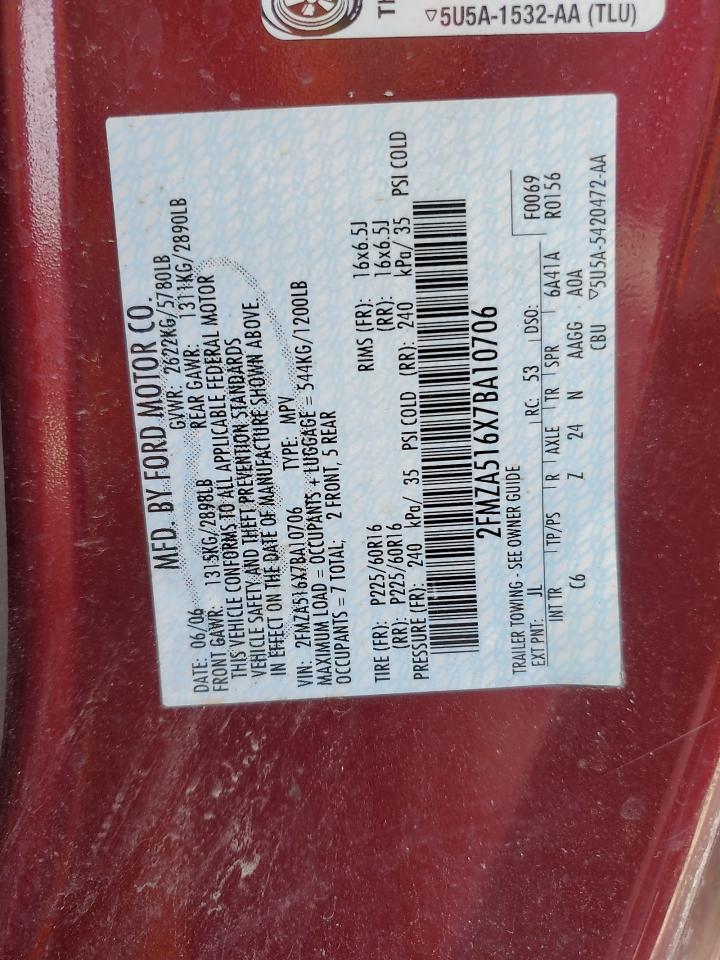 TH
▽5U5A-1532-AA (TLU)
MFD. BY FORD MOTOR CO.
DATE: 06/06 GVWR: 2622KG/5780LB
FRONT GAWR: 1315KG/2898LB REAR GAWR: 1311KG/2890LB
THIS VEHICLE CONFORMS TO ALL APPLICABLE FEDERAL MOTOR
VEHICLE SAFETY AND THEFT PREVENTION STANDARDS
IN EFFECT ON THE DATE OF MANUFACTURE SHOWN ABOVE.
VIN: 2FMZA516X7BA10706 TYPE: MPV
MAXIMUM LOAD = OCCUPANTS + LUGGAGE = 544KG/1200LB
OCCUPANTS = 7 TOTAL; 2 FRONT, 5 REAR
TIRE (FR): P225/60R16 RIMS (FR): 16x6.5J
(RR): P225/60R16 (RR): 16x6.5J
PRESSURE (FR): 240 kPa/ 35 PSI COLD (RR): 240 kPa/ 35 PSI COLD
2FMZA516X7BA10706
TRAILER TOWING - SEE OWNER GUIDE F0069
EXT PNT: JL RC: 53 DSO: R0156
INT TR TP/PS R AXLE TR SPR 6A41A
C6 Z 24 N AAGG A0A
CBU ▽5U5A-5420472-AA